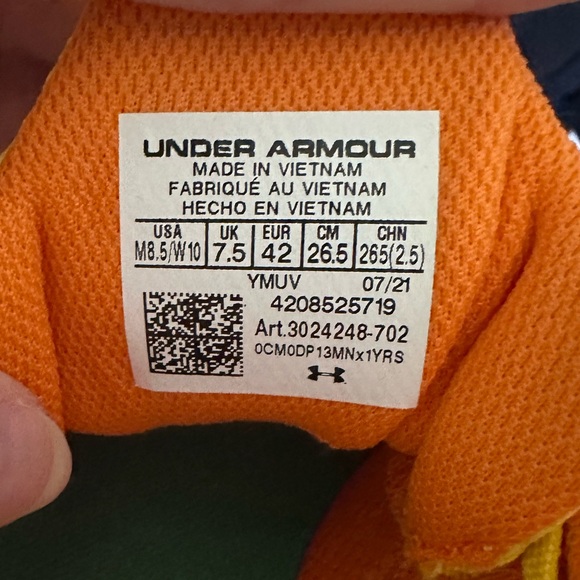 UNDER ARMOUR
MADE IN VIETNAM
FABRIQUÉ AU VIETNAM
HECHO EN VIETNAM
USA UK EUR CM CHN
M8.5/W10 7.5 42 26.5 265(2.5)
YMUV 07/21
4208525719
Art.3024248-702
0CM0DP13MNx1YRS